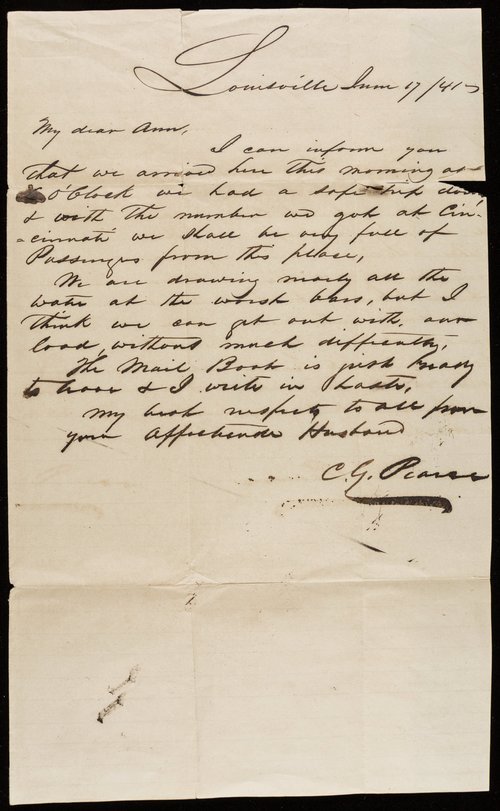 Louisville June 17/41
My dear Ann,
I can inform you
that we arrived here this morning at
O'Clock we had a safe trip down
& with the number we got at Cin-
-cinnati we shall be very full of
Passengers from this place,
We are drawing nearly all the
water at the worst bars, but I
think we can get out with our
load, without much difficulty,
The Mail Boat is just ready
to leave & I write in haste,
My best respects to all from
your affectionate Husband
C. G. Pearce